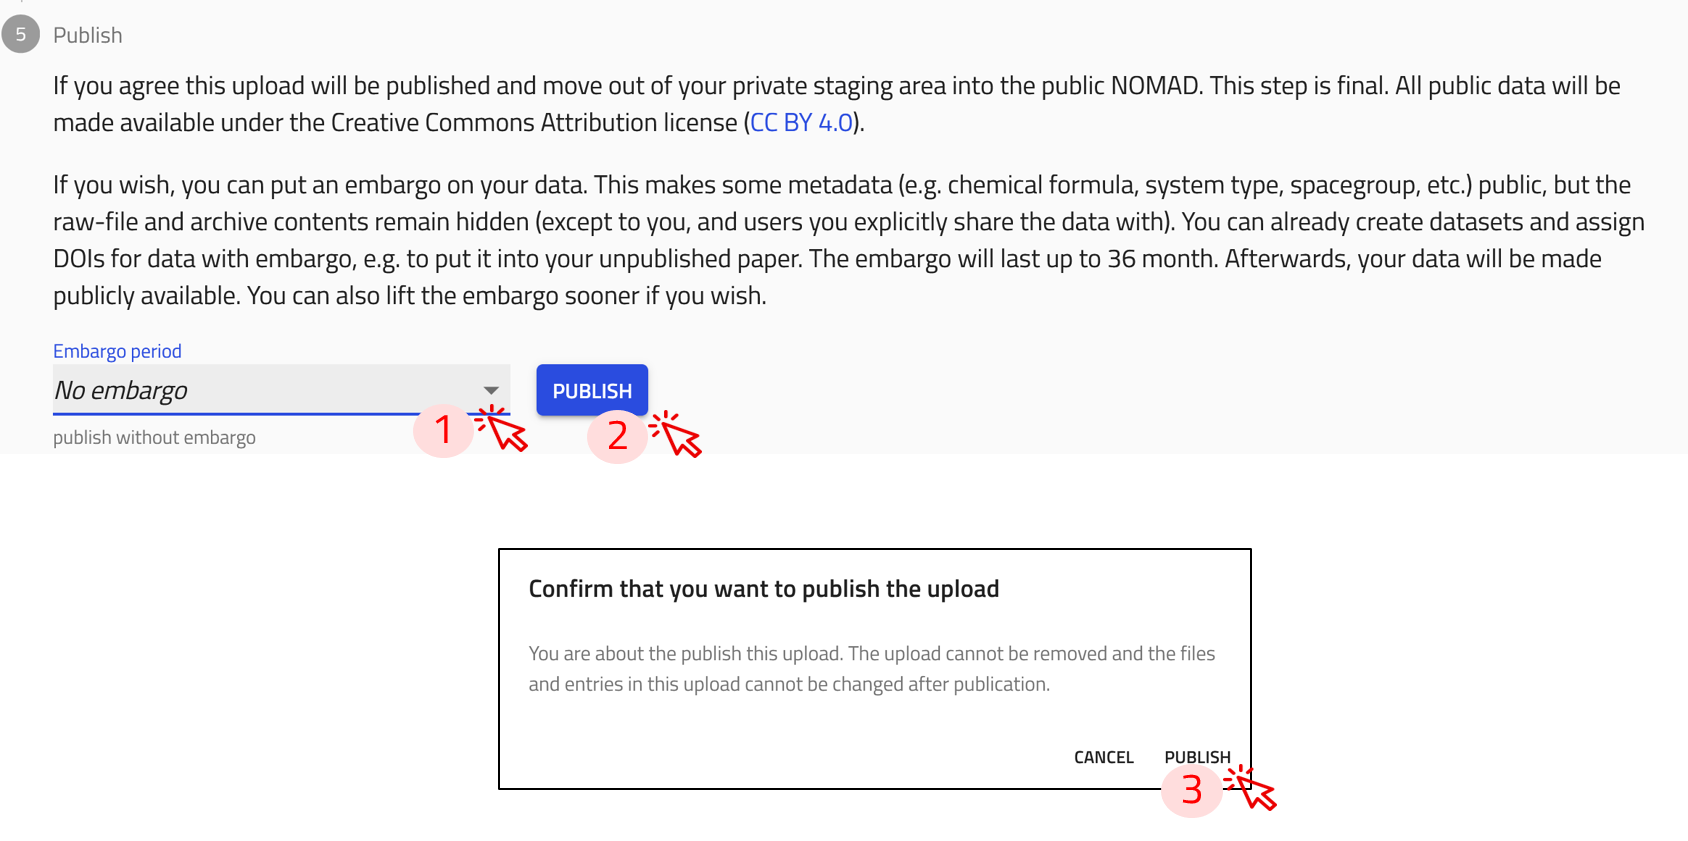 5 Publish
If you agree this upload will be published and move out of your private staging area into the public NOMAD. This step is final. All public data will be
made available under the Creative Commons Attribution license (CC BY 4.0).
If you wish, you can put an embargo on your data. This makes some metadata (e.g. chemical formula, system type, spacegroup, etc.) public, but the
raw-file and archive contents remain hidden (except to you, and users you explicitly share the data with). You can already create datasets and assign
DOIs for data with embargo, e.g. to put it into your unpublished paper. The embargo will last up to 36 month. Afterwards, your data will be made
publicly available. You can also lift the embargo sooner if you wish.
Embargo period
No embargo
PUBLISH
publish without embargo
1
2
Confirm that you want to publish the upload
You are about the publish this upload. The upload cannot be removed and the files
and entries in this upload cannot be changed after publication.
CANCEL PUBLISH
3